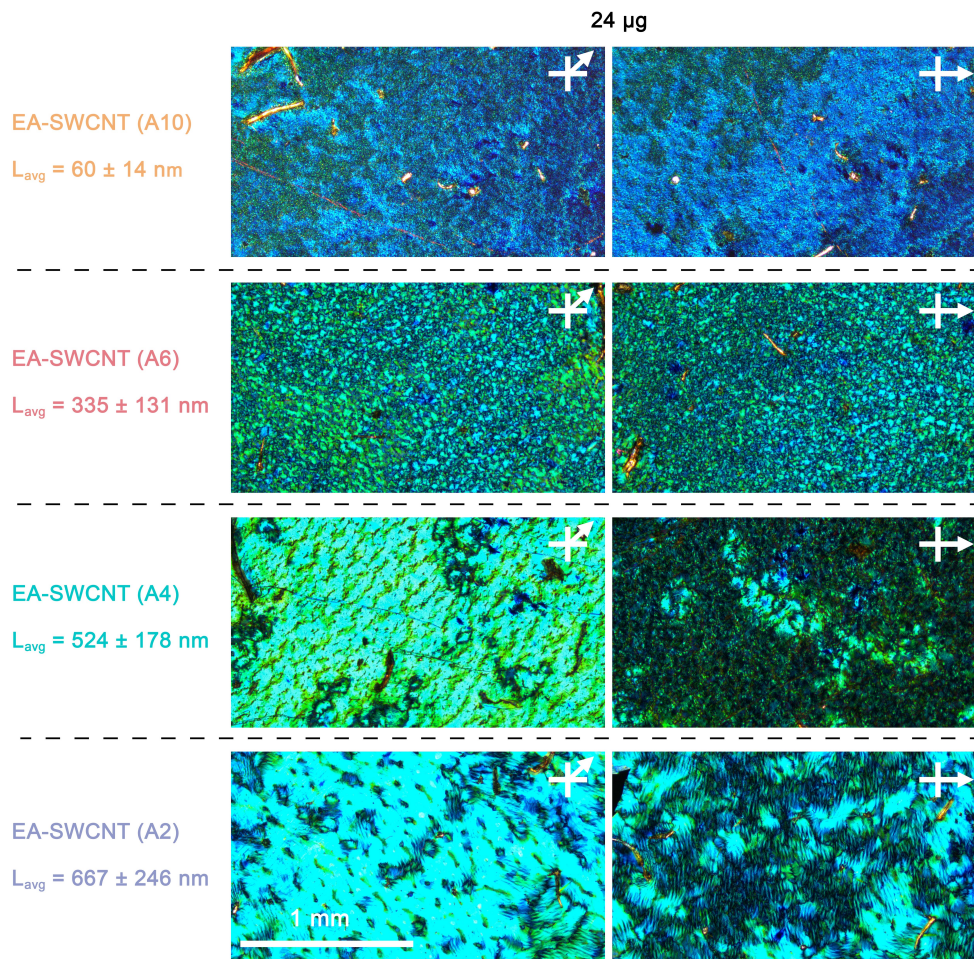 24 µg
EA-SWCNT (A10)
Lavg = 60 ± 14 nm
EA-SWCNT (A6)
Lavg = 335 ± 131 nm
EA-SWCNT (A4)
Lavg = 524 ± 178 nm
EA-SWCNT (A2)
Lavg = 667 ± 246 nm
1 mm